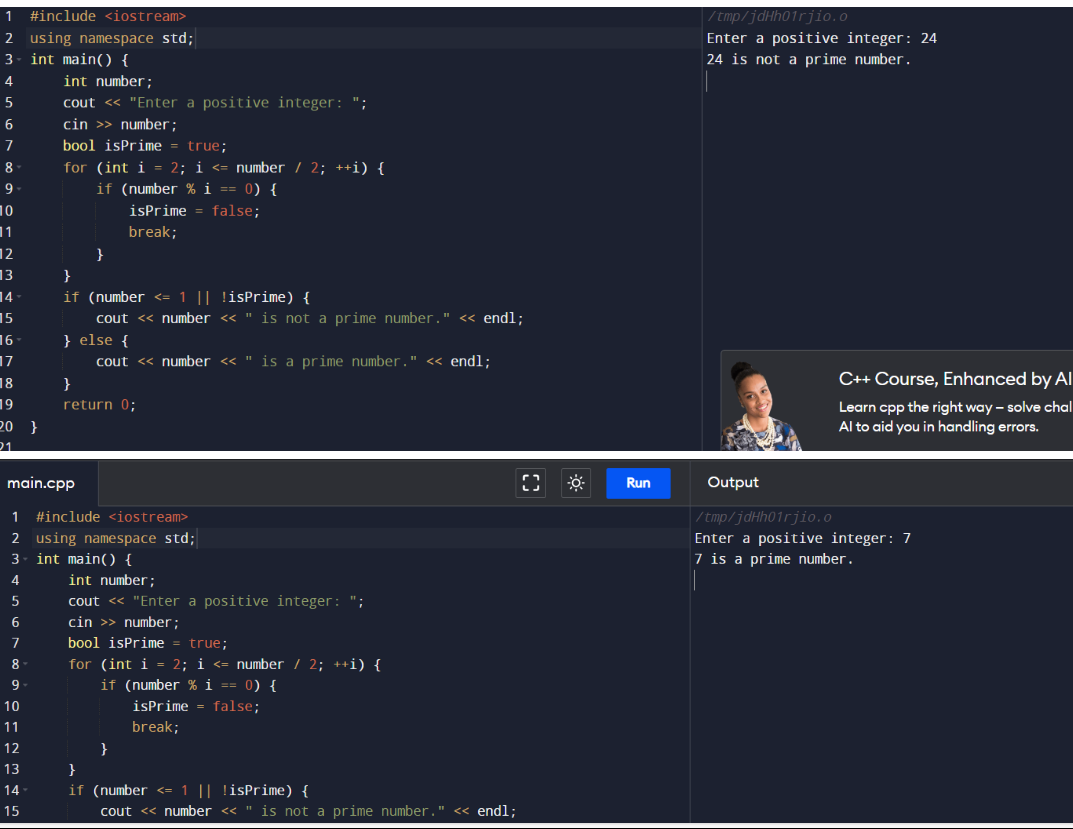 1 #include <iostream>
2 using namespace std;
3 int main() {
4 int number;
5 cout << "Enter a positive integer: ";
6 cin >> number;
7 bool isPrime = true;
8 for (int i = 2; i <= number / 2; ++i) {
9 if (number % i == 0) {
10 isPrime = false;
11 break;
12 }
13 }
14 if (number <= 1 || !isPrime) {
15 cout << number << " is not a prime number." << endl;
16 } else {
17 cout << number << " is a prime number." << endl;
18 }
19 return 0;
20 }
21
/tmp/jdHh01rjio.o
Enter a positive integer: 24
24 is not a prime number.
C++ Course, Enhanced by AI
Learn cpp the right way – solve chal
AI to aid you in handling errors.
main.cpp
Run
Output
1 #include <iostream>
2 using namespace std;
3 int main() {
4 int number;
5 cout << "Enter a positive integer: ";
6 cin >> number;
7 bool isPrime = true;
8 for (int i = 2; i <= number / 2; ++i) {
9 if (number % i == 0) {
10 isPrime = false;
11 break;
12 }
13 }
14 if (number <= 1 || !isPrime) {
15 cout << number << " is not a prime number." << endl;
/tmp/jdHh01rjio.o
Enter a positive integer: 7
7 is a prime number.